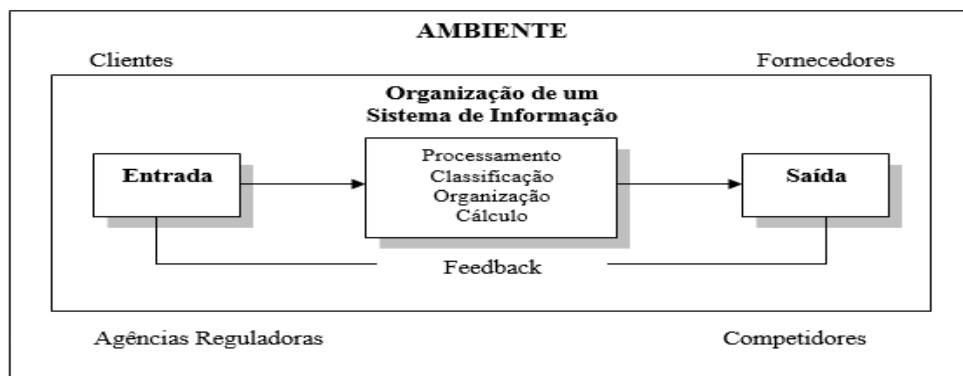 AMBIENTE
Clientes
Fornecedores
Organização de um
Sistema de Informação
Entrada
Processamento
Classificação
Organização
Cálculo
Saída
Feedback
Agências Reguladoras
Competidores